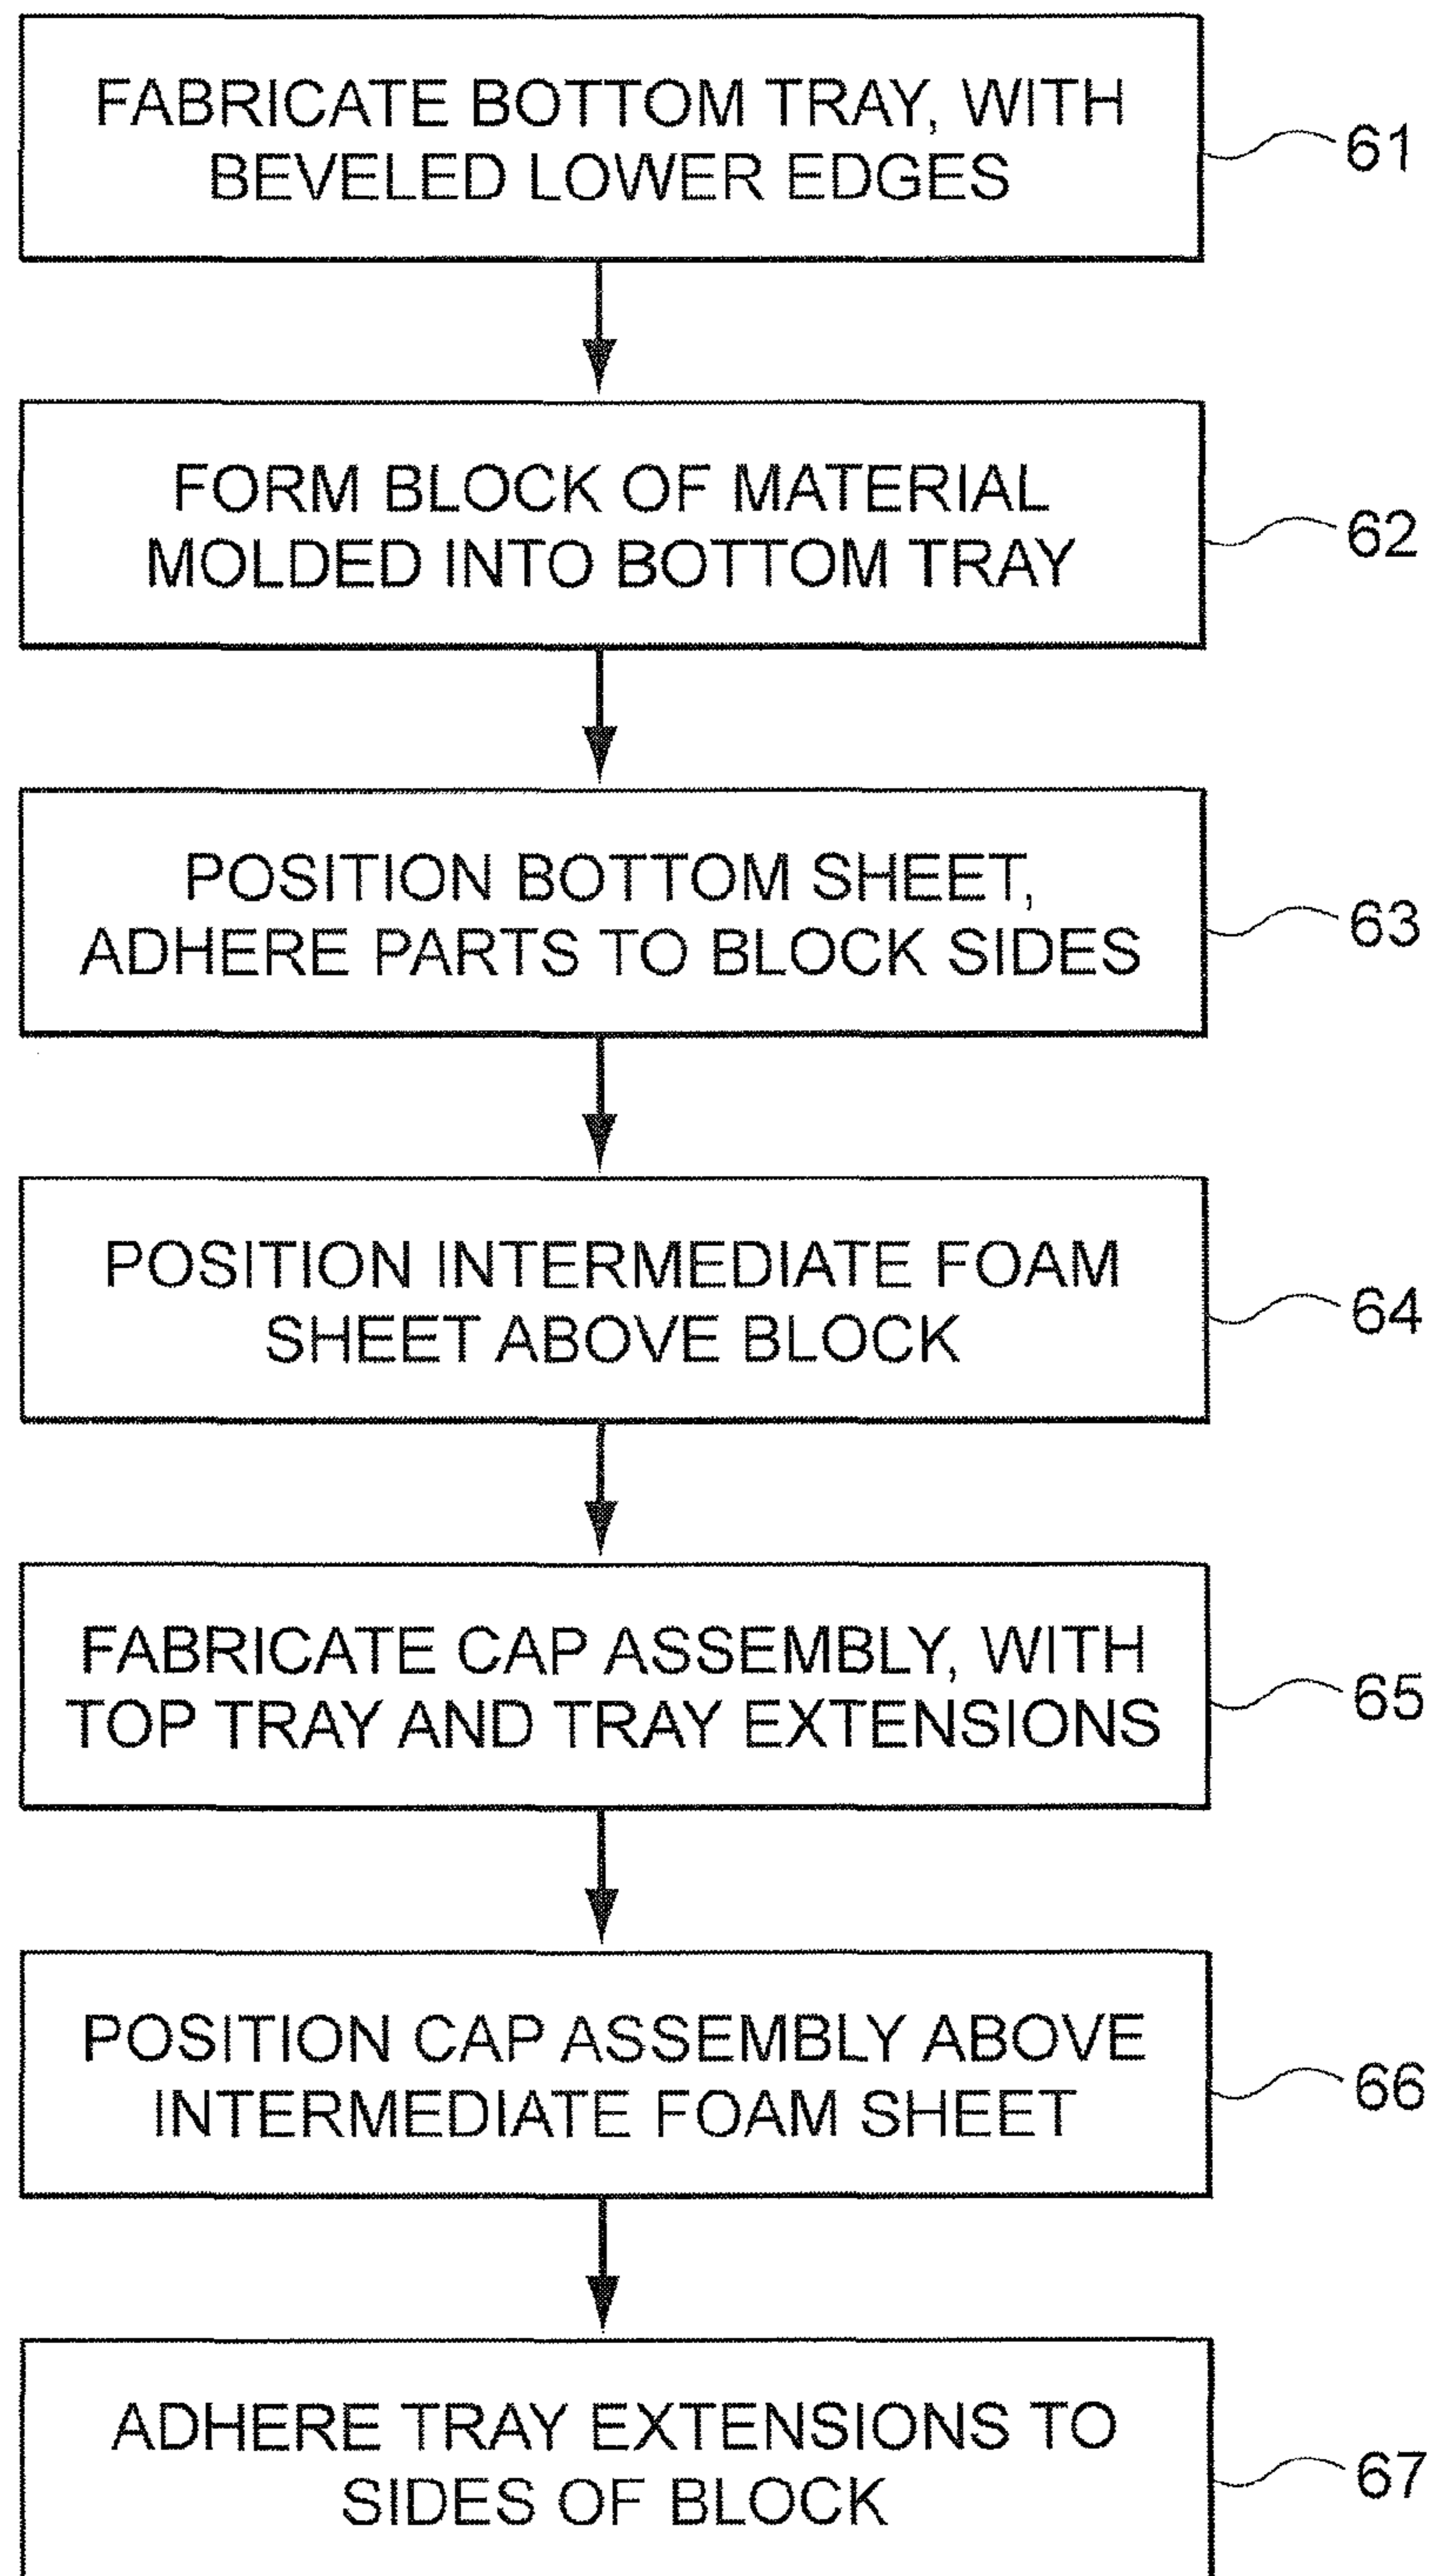 FABRICATE BOTTOM TRAY, WITH
BEVELED LOWER EDGES
61
FORM BLOCK OF MATERIAL
MOLDED INTO BOTTOM TRAY
62
POSITION BOTTOM SHEET,
ADHERE PARTS TO BLOCK SIDES
63
POSITION INTERMEDIATE FOAM
SHEET ABOVE BLOCK
64
FABRICATE CAP ASSEMBLY, WITH
TOP TRAY AND TRAY EXTENSIONS
65
POSITION CAP ASSEMBLY ABOVE
INTERMEDIATE FOAM SHEET
66
ADHERE TRAY EXTENSIONS TO
SIDES OF BLOCK
67